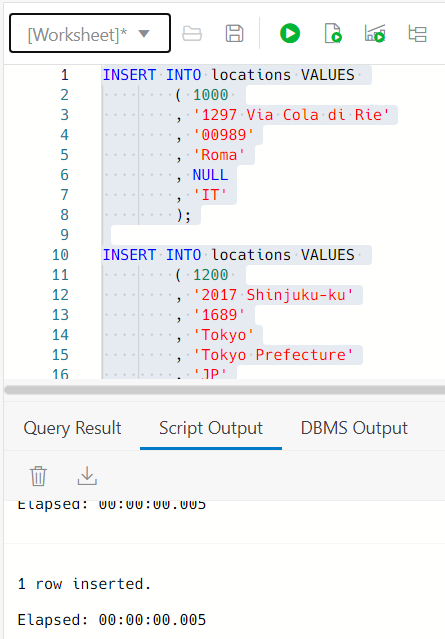 [Worksheet]*
1 INSERT INTO locations VALUES
2 ( 1000
3 , '1297 Via Cola di Rie'
4 , '00989'
5 , 'Roma'
6 , NULL
7 , 'IT'
8 );
9
10 INSERT INTO locations VALUES
11 ( 1200
12 , '2017 Shinjuku-ku'
13 , '1689'
14 , 'Tokyo'
15 , 'Tokyo Prefecture'
16 , 'JP'
Query Result Script Output DBMS Output
Elapsed: 00:00:00.005
1 row inserted.
Elapsed: 00:00:00.005